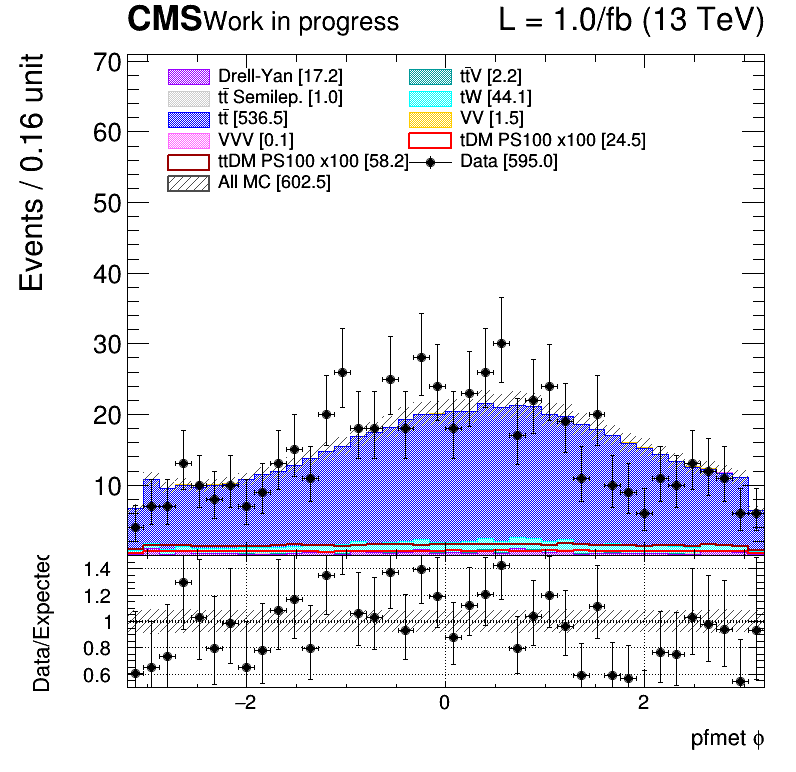 CMS Work in progress L = 1.0/fb (13 TeV)
Events / 0.16 unit
70
60
50
40
30
20
10
Drell-Yan [17.2] tt̄V [2.2]
tt̄ Semilep. [1.0] tW [44.1]
tt̄ [536.5] VV [1.5]
VVV [0.1] tDM PS100 x100 [24.5]
ttDM PS100 x100 [58.2] Data [595.0]
All MC [602.5]
Data/Expected
1.4
1.2
1
0.8
0.6
−2 0 2
pfmet ϕ